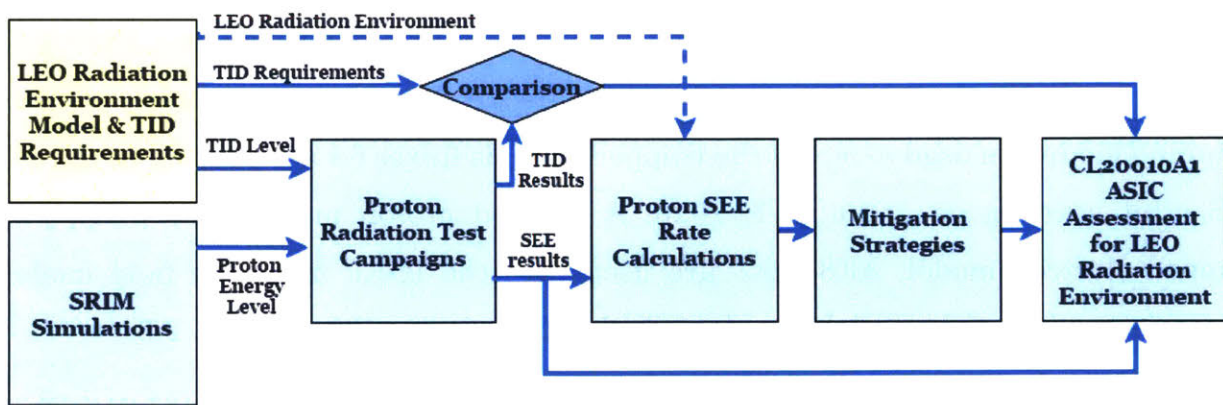 LEO Radiation Environment
LEO Radiation
Environment
Model & TID
Requirements
TID Requirements
Comparison
TID Level
TID
Results
Proton
Radiation Test
Campaigns
SEE
results
Proton SEE
Rate
Calculations
Mitigation
Strategies
CL20010A1
ASIC
Assessment
for LEO
Radiation
Environment
SRIM
Simulations
Proton
Energy
Level